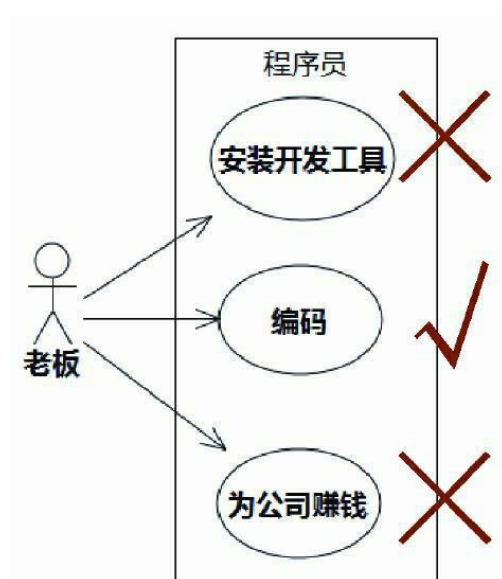 程序员
安装开发工具
编码
老板
为公司赚钱